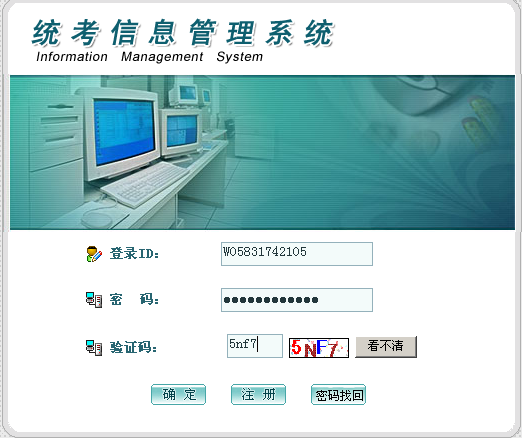 统考信息管理系统
Information Management System
登录ID:
W05831742105
密 码:
●●●●●●●●●●●●
验证码:
5nf7
5NF7
看不清
确 定
注 册
密码找回